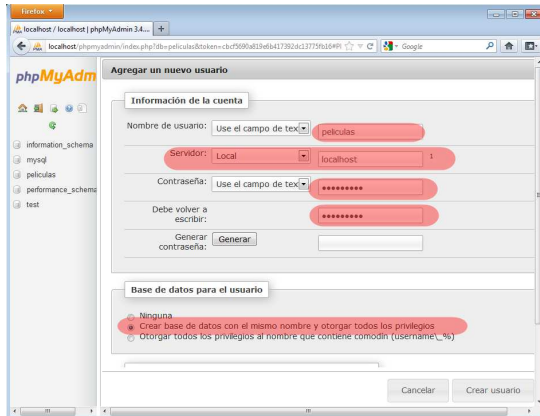 Firefox
localhost / localhost | phpMyAdmin 3.4....
localhost/phpmyadmin/index.php?db=peliculas&token=cbcf5690a819e6b417392dc13775fb16#PI
Google
phpMyAdm
Agregar un nuevo usuario
Información de la cuenta
Nombre de usuario: Use el campo de tex peliculas
Servidor: Local localhost 1
Contraseña: Use el campo de tex •••••••••
Debe volver a
escribir: •••••••••
Generar
contraseña: Generar
information_schema
mysql
peliculas
performance_schema
test
Base de datos para el usuario
Ninguna
Crear base de datos con el mismo nombre y otorgar todos los privilegios
Otorgar todos los privilegios al nombre que contiene comodín (username\_%)
Cancelar Crear usuario